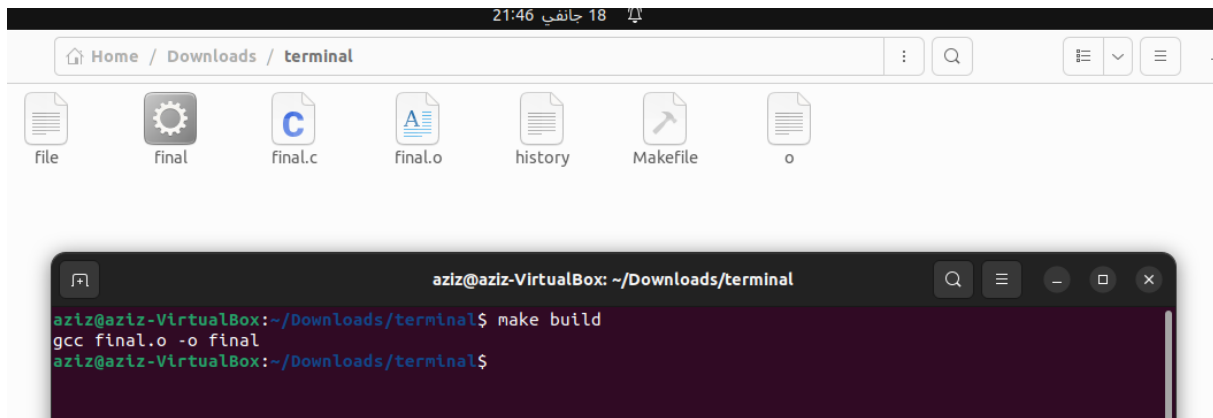 18 جانفي 21:46
Home / Downloads / terminal
file
final
C
final.c
A
final.o
history
Makefile
o
aziz@aziz-VirtualBox: ~/Downloads/terminal
aziz@aziz-VirtualBox:~/Downloads/terminal$ make build
gcc final.o -o final
aziz@aziz-VirtualBox:~/Downloads/terminal$